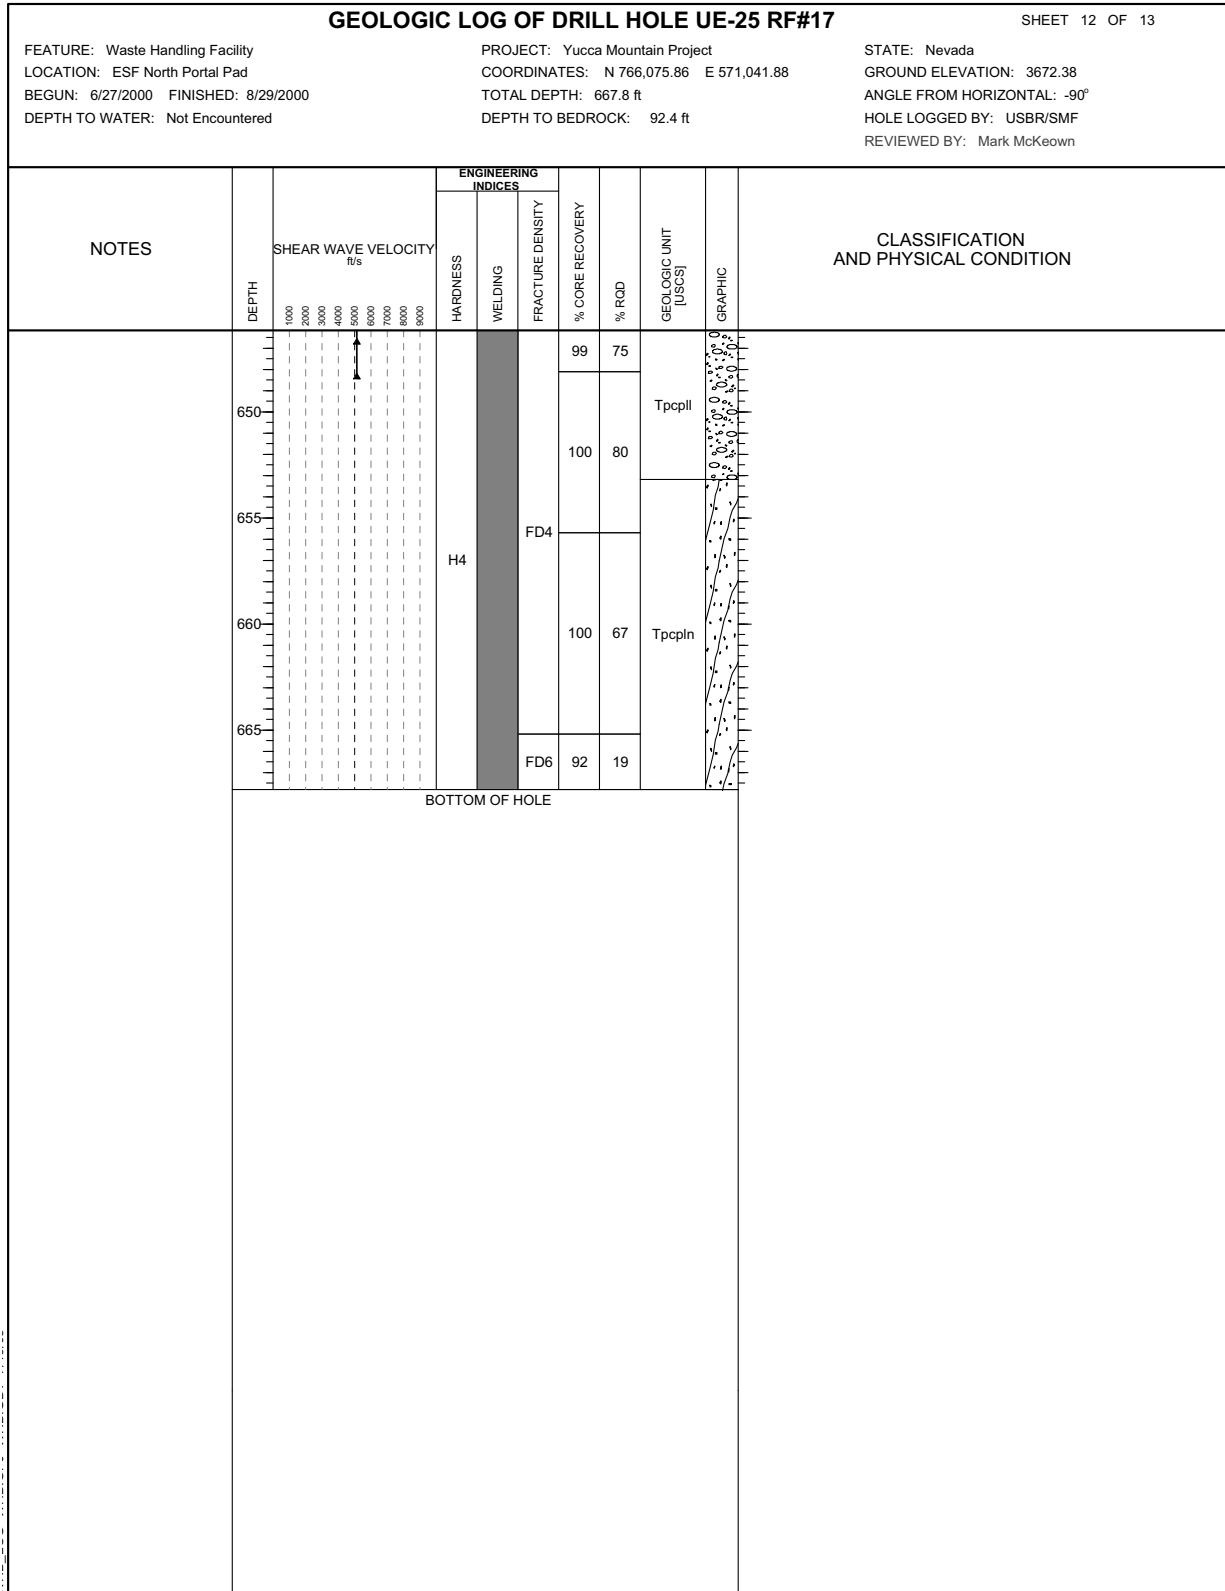 GEOLOGIC LOG OF DRILL HOLE UE-25 RF#17
SHEET 12 OF 13
FEATURE: Waste Handling Facility
LOCATION: ESF North Portal Pad
BEGUN: 6/27/2000 FINISHED: 8/29/2000
DEPTH TO WATER: Not Encountered
PROJECT: Yucca Mountain Project
COORDINATES: N 766,075.86 E 571,041.88
TOTAL DEPTH: 667.8 ft
DEPTH TO BEDROCK: 92.4 ft
STATE: Nevada
GROUND ELEVATION: 3672.38
ANGLE FROM HORIZONTAL: -90°
HOLE LOGGED BY: USBR/SMF
REVIEWED BY: Mark McKeown
NOTES
DEPTH
SHEAR WAVE VELOCITY
ft/s
1000
2000
3000
4000
5000
6000
7000
8000
9000
ENGINEERING
INDICES
HARDNESS
WELDING
FRACTURE DENSITY
% CORE RECOVERY
% RQD
GEOLOGIC UNIT
[USCS]
GRAPHIC
CLASSIFICATION
AND PHYSICAL CONDITION
99 75
Tpcpll
650
100 80
655
FD4
H4
660
100 67
Tpcpln
665
FD6 92 19
BOTTOM OF HOLE